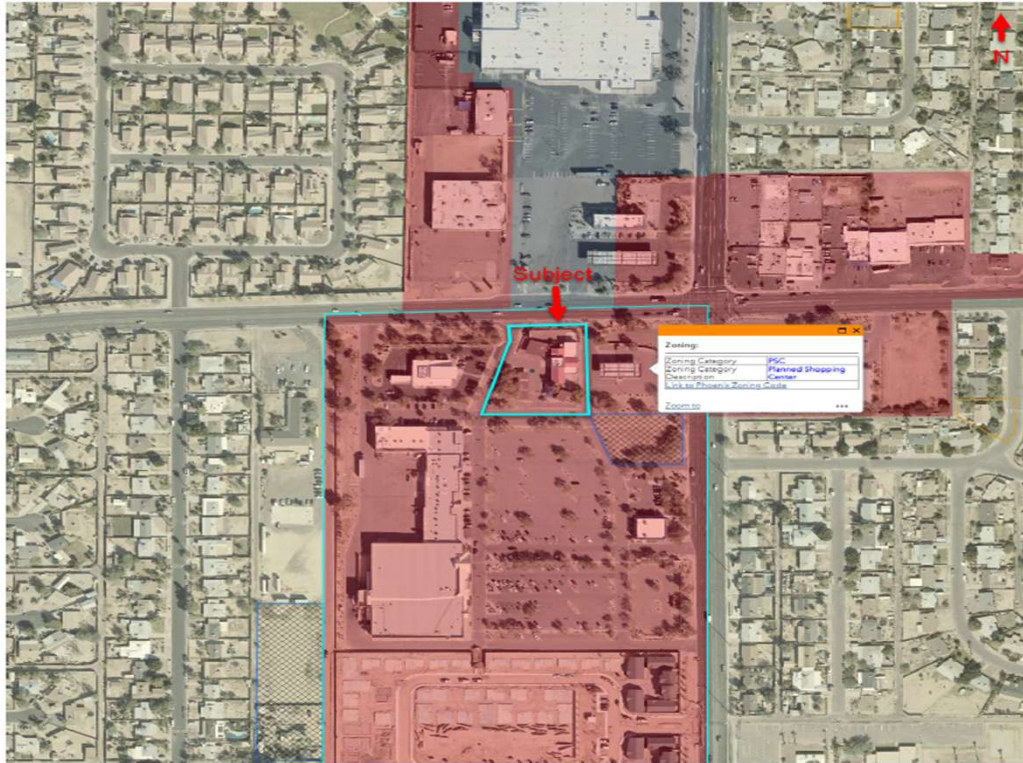 N
Subject
Zoning:
Zoning Category PSC
Zoning Category Planned Shopping
Description Center
Link to Phoenix Zoning Code
Zoom to